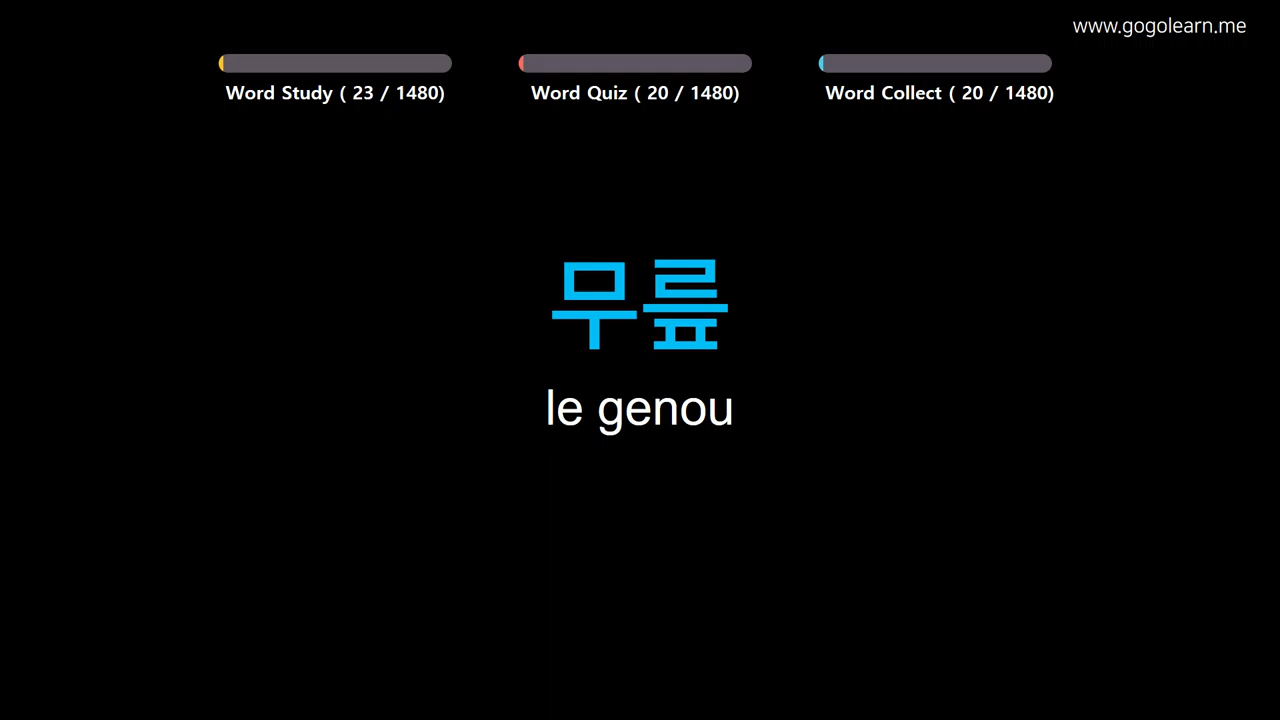 www.gogolearn.me
Word Study ( 23 / 1480)
Word Quiz ( 20 / 1480)
Word Collect ( 20 / 1480)
무릎
le genou